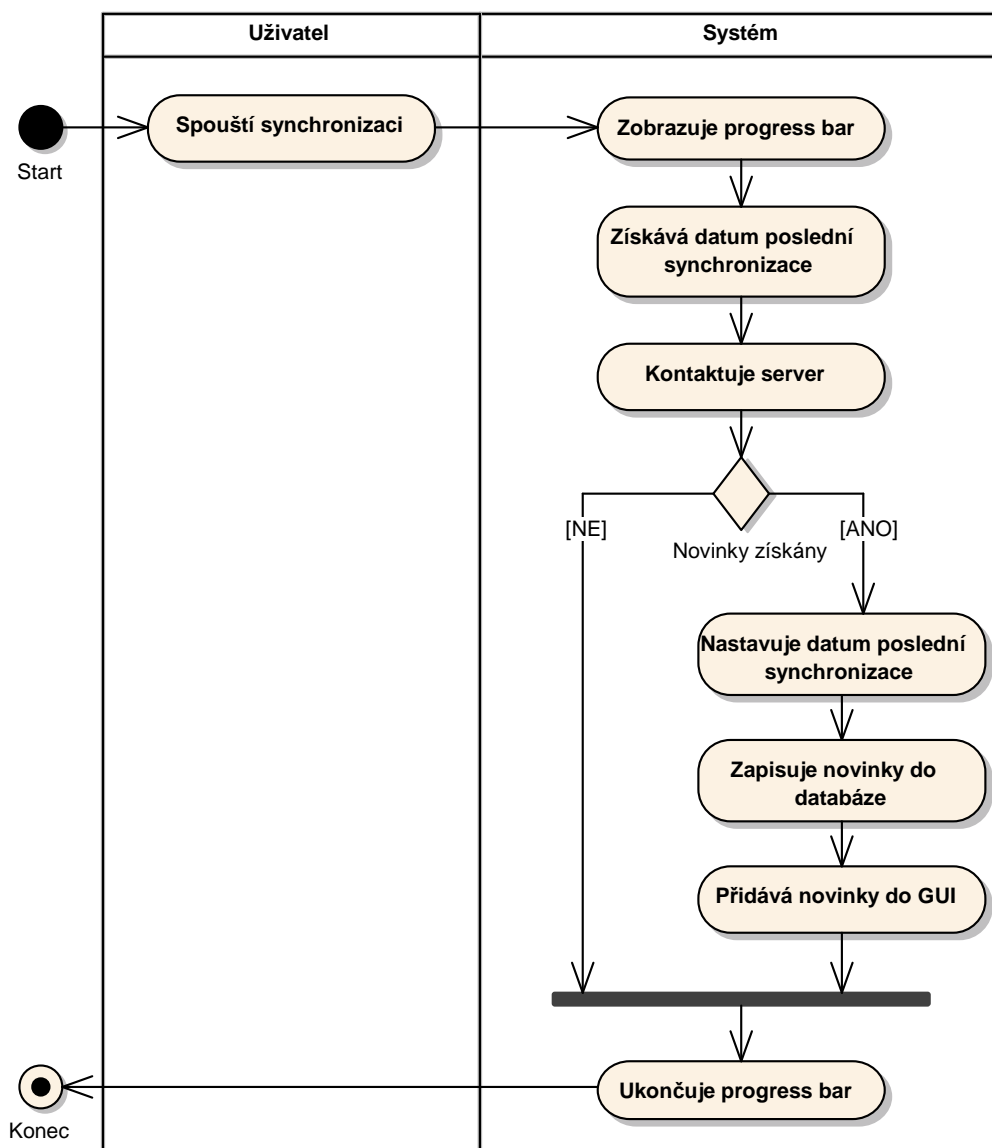 Uživatel
Systém
Start
Spouští synchronizaci
Zobrazuje progress bar
Získává datum poslední
synchronizace
Kontaktuje server
[NE]
Novinky získány
[ANO]
Nastavuje datum poslední
synchronizace
Zapisuje novinky do
databáze
Přidává novinky do GUI
Ukončuje progress bar
Konec